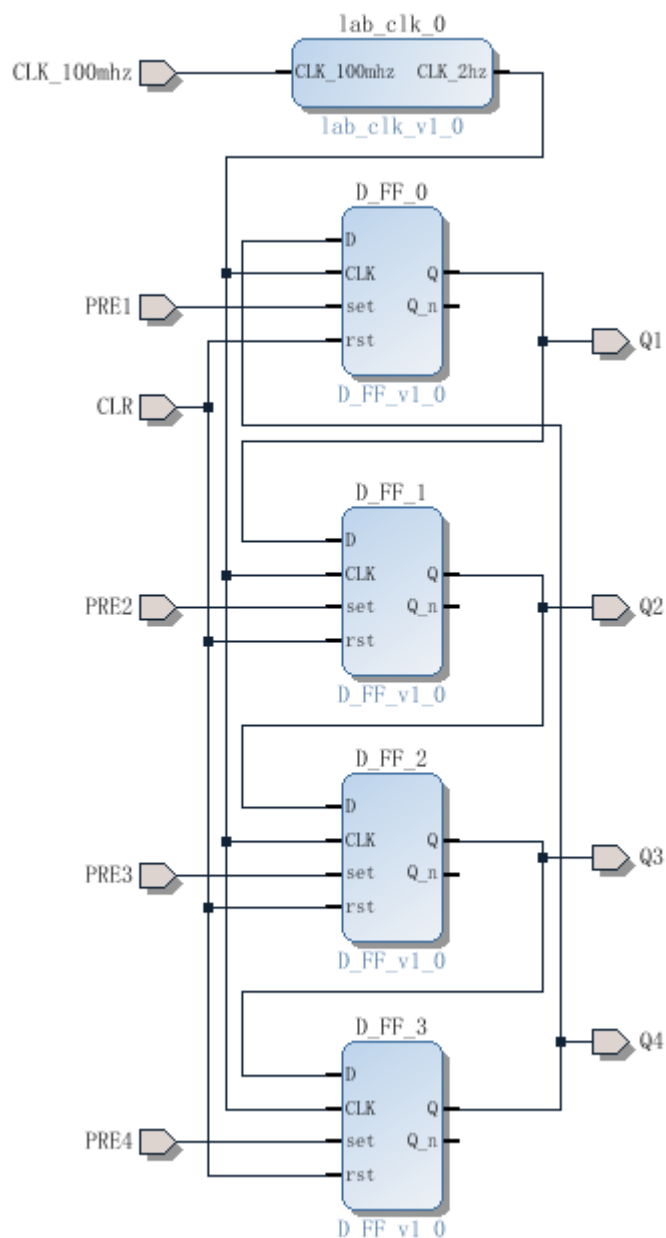 lab_clk_0
CLK_100mhz
CLK_100mhz CLK_2hz
lab_clk_v1_0
D_FF_0
D
CLK Q
PRE1
set Q_n
rst
Q1
D_FF_v1_0
CLR
D_FF_1
D
CLK Q
PRE2
set Q_n
Q2
rst
D_FF_v1_0
D_FF_2
D
CLK Q
Q3
PRE3
set Q_n
rst
D_FF_v1_0
D_FF_3
Q4
D
CLK Q
PRE4
set Q_n
rst
D_FF_v1_0